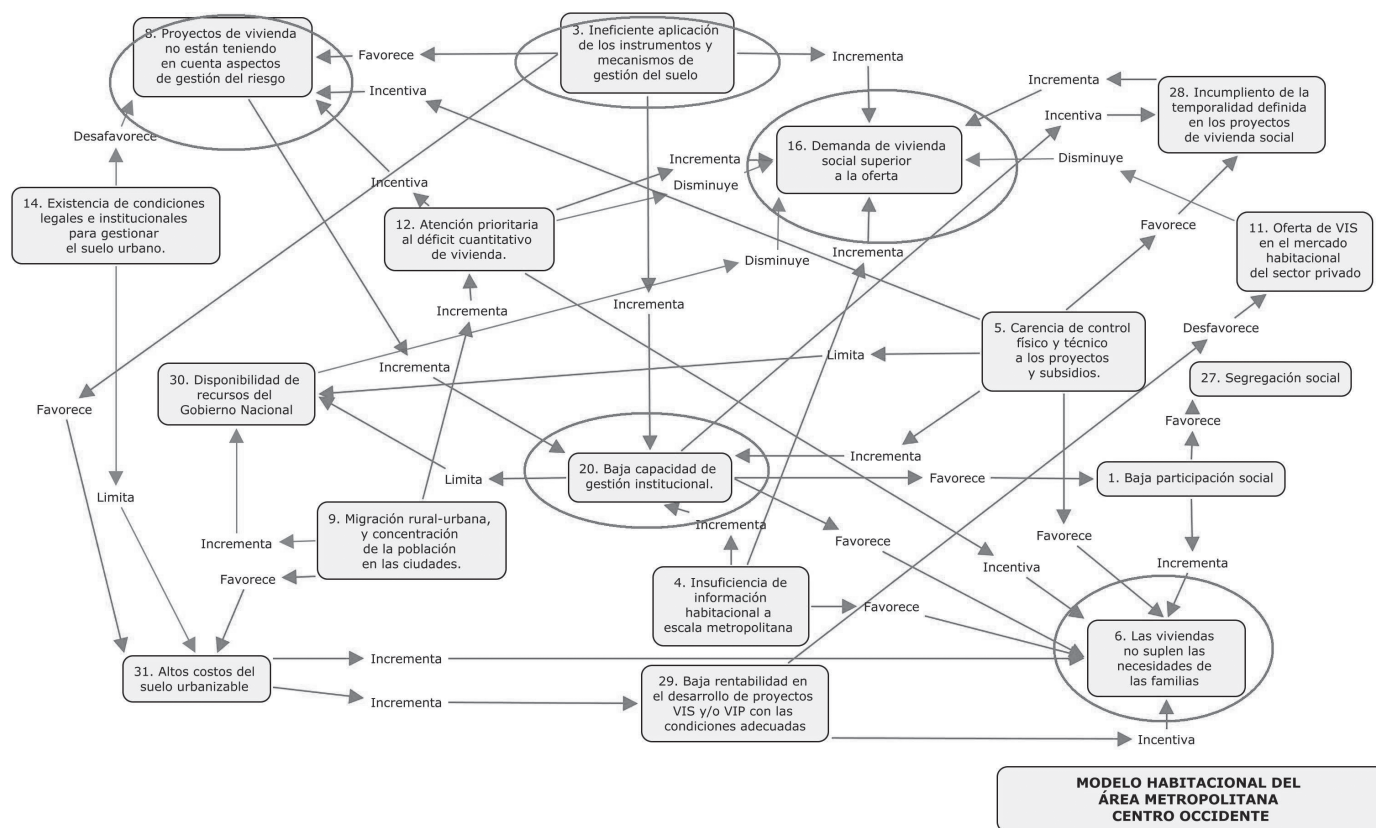 8. Proyectos de vivienda
no están teniendo
en cuenta aspectos
de gestión del riesgo
Favorece
3. Ineficiente aplicación
de los instrumentos y
mecanismos de
gestión del suelo
Incrementa
Incentiva
Incrementa
28. Incumpliento de la
temporalidad definida
en los proyectos
de vivienda social
Incentiva
Desafavorece
16. Demanda de vivienda
social superior
a la oferta
Incrementa
Disminuye
Disminuye
Incentiva
14. Existencia de condiciones
legales e institucionales
para gestionar
el suelo urbano.
12. Atención prioritaria
al déficit cuantitativo
de vivienda.
Favorece
11. Oferta de VIS
en el mercado
habitacional
del sector privado
Disminuye
Incrementa
Incrementa
Incrementa
5. Carencia de control
físico y técnico
a los proyectos
y subsidios.
Desfavorece
Limita
Incrementa
30. Disponibilidad de
recursos del
Gobierno Nacional
27. Segregación social
Favorece
Favorece
Incrementa
20. Baja capacidad de
gestión institucional.
Limita
Favorece
1. Baja participación social
Limita
9. Migración rural-urbana,
y concentración
de la población
en las ciudades.
Incrementa
Incrementa
Favorece
Favorece
Favorece
Incentiva
Incrementa
4. Insuficiencia de
información
habitacional a
escala metropolitana
Favorece
6. Las viviendas
no suplen las
necesidades de
las familias
31. Altos costos del
suelo urbanizable
Incrementa
Incrementa
29. Baja rentabilidad en
el desarrollo de proyectos
VIS y/o VIP con las
condiciones adecuadas
Incentiva
MODELO HABITACIONAL DEL
ÁREA METROPOLITANA
CENTRO OCCIDENTE